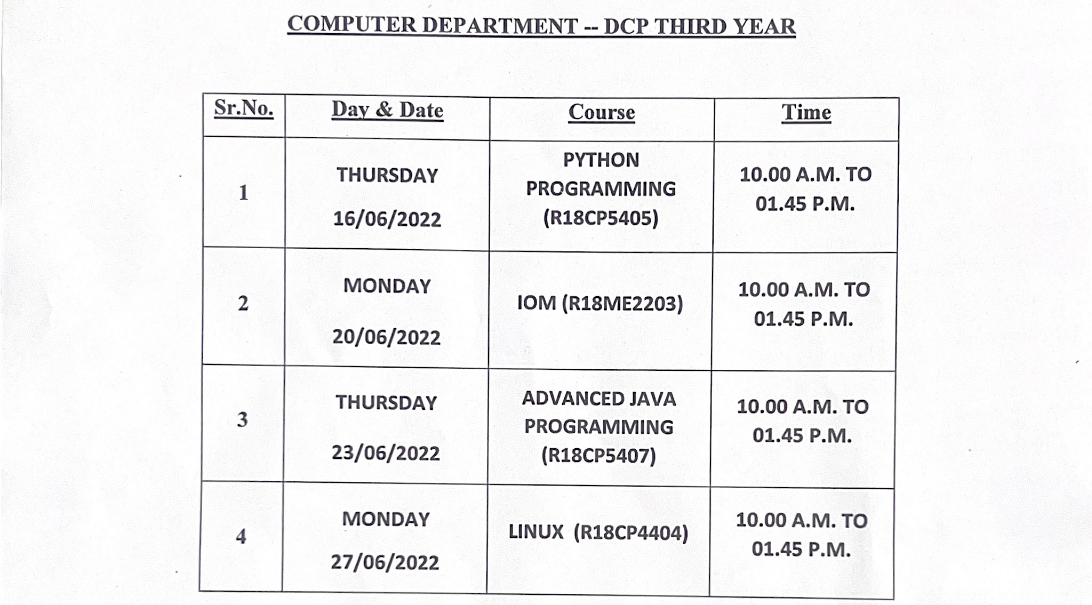 COMPUTER DEPARTMENT -- DCP THIRD YEAR
Sr.No. Day & Date Course Time
1
THURSDAY
16/06/2022
PYTHON
PROGRAMMING
(R18CP5405)
10.00 A.M. TO
01.45 P.M.
2
MONDAY
20/06/2022
IOM (R18ME2203)
10.00 A.M. TO
01.45 P.M.
3
THURSDAY
23/06/2022
ADVANCED JAVA
PROGRAMMING
(R18CP5407)
10.00 A.M. TO
01.45 P.M.
4
MONDAY
27/06/2022
LINUX (R18CP4404)
10.00 A.M. TO
01.45 P.M.